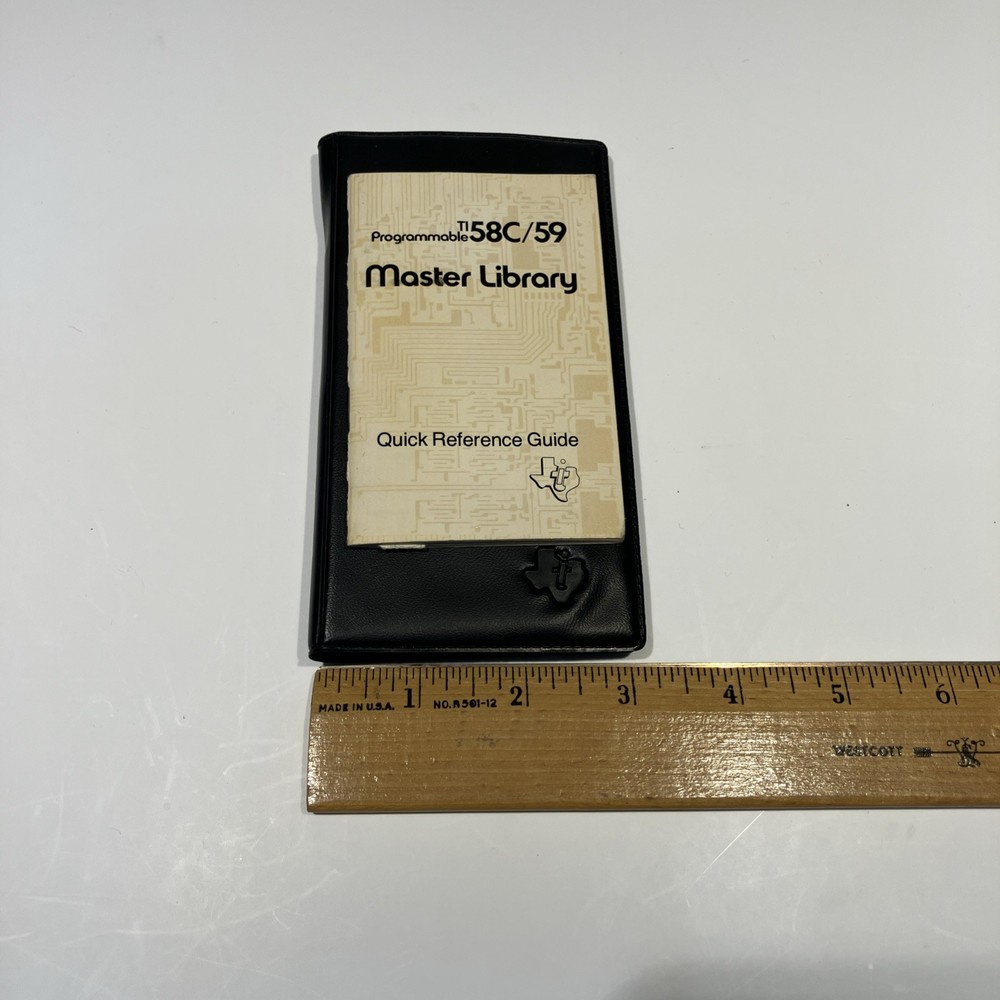 TI
Programmable 58C/59
Master Library
Quick Reference Guide
1 2 3 4 5 6
MADE IN U.S.A. NO. R 591-12
WESTCOTT